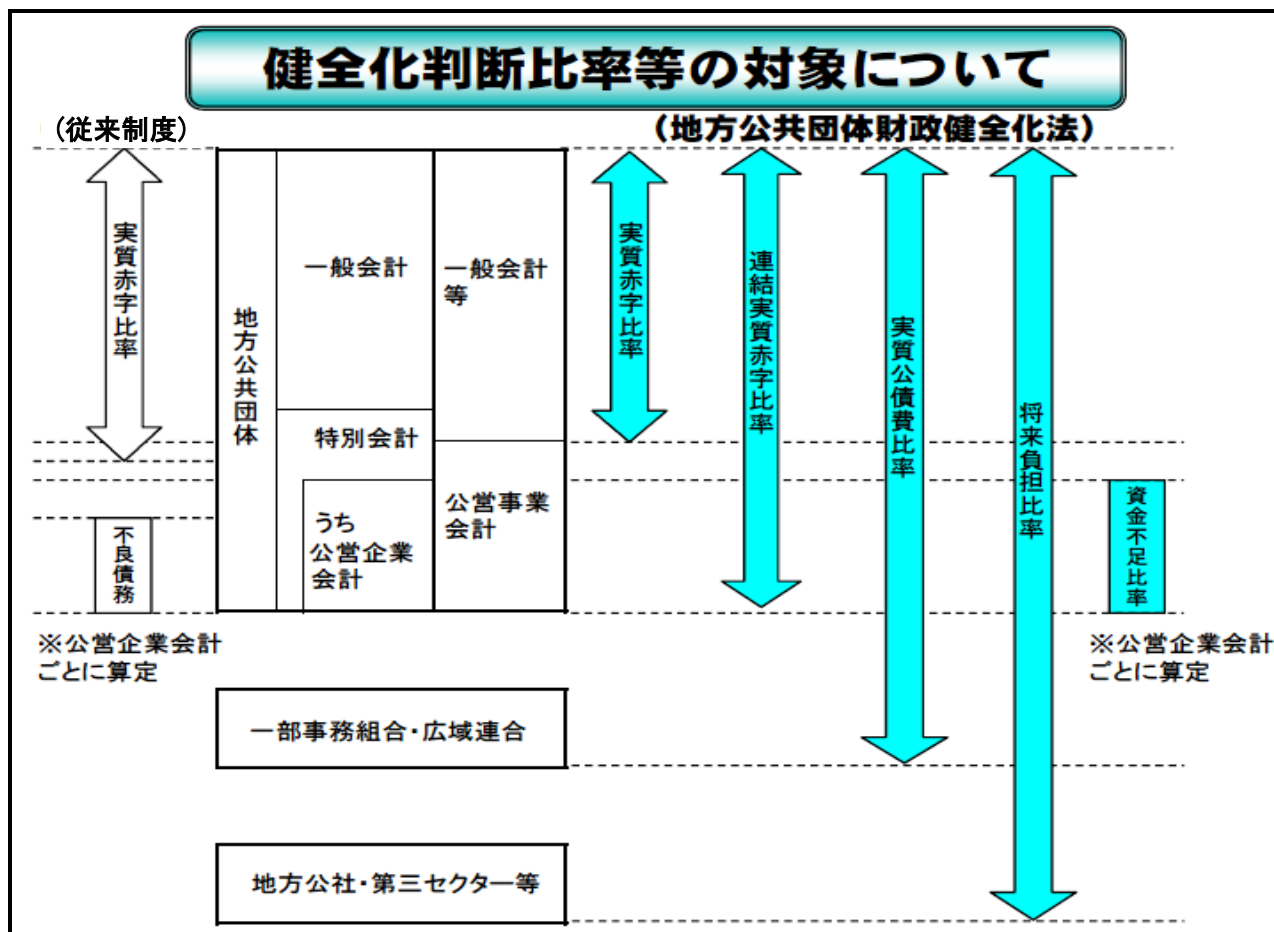 健全化判断比率等の対象について
(従来制度)
(地方公共団体財政健全化法)
実質赤字比率
不良債務
※公営企業会計
ごとに算定
地方公共団体
一般会計
特別会計
うち
公営企業
会計
一般会計
等
公営事業
会計
実質赤字比率
連結実質赤字比率
実質公債費比率
将来負担比率
資金不足比率
※公営企業会計
ごとに算定
一部事務組合・広域連合
地方公社・第三セクター等